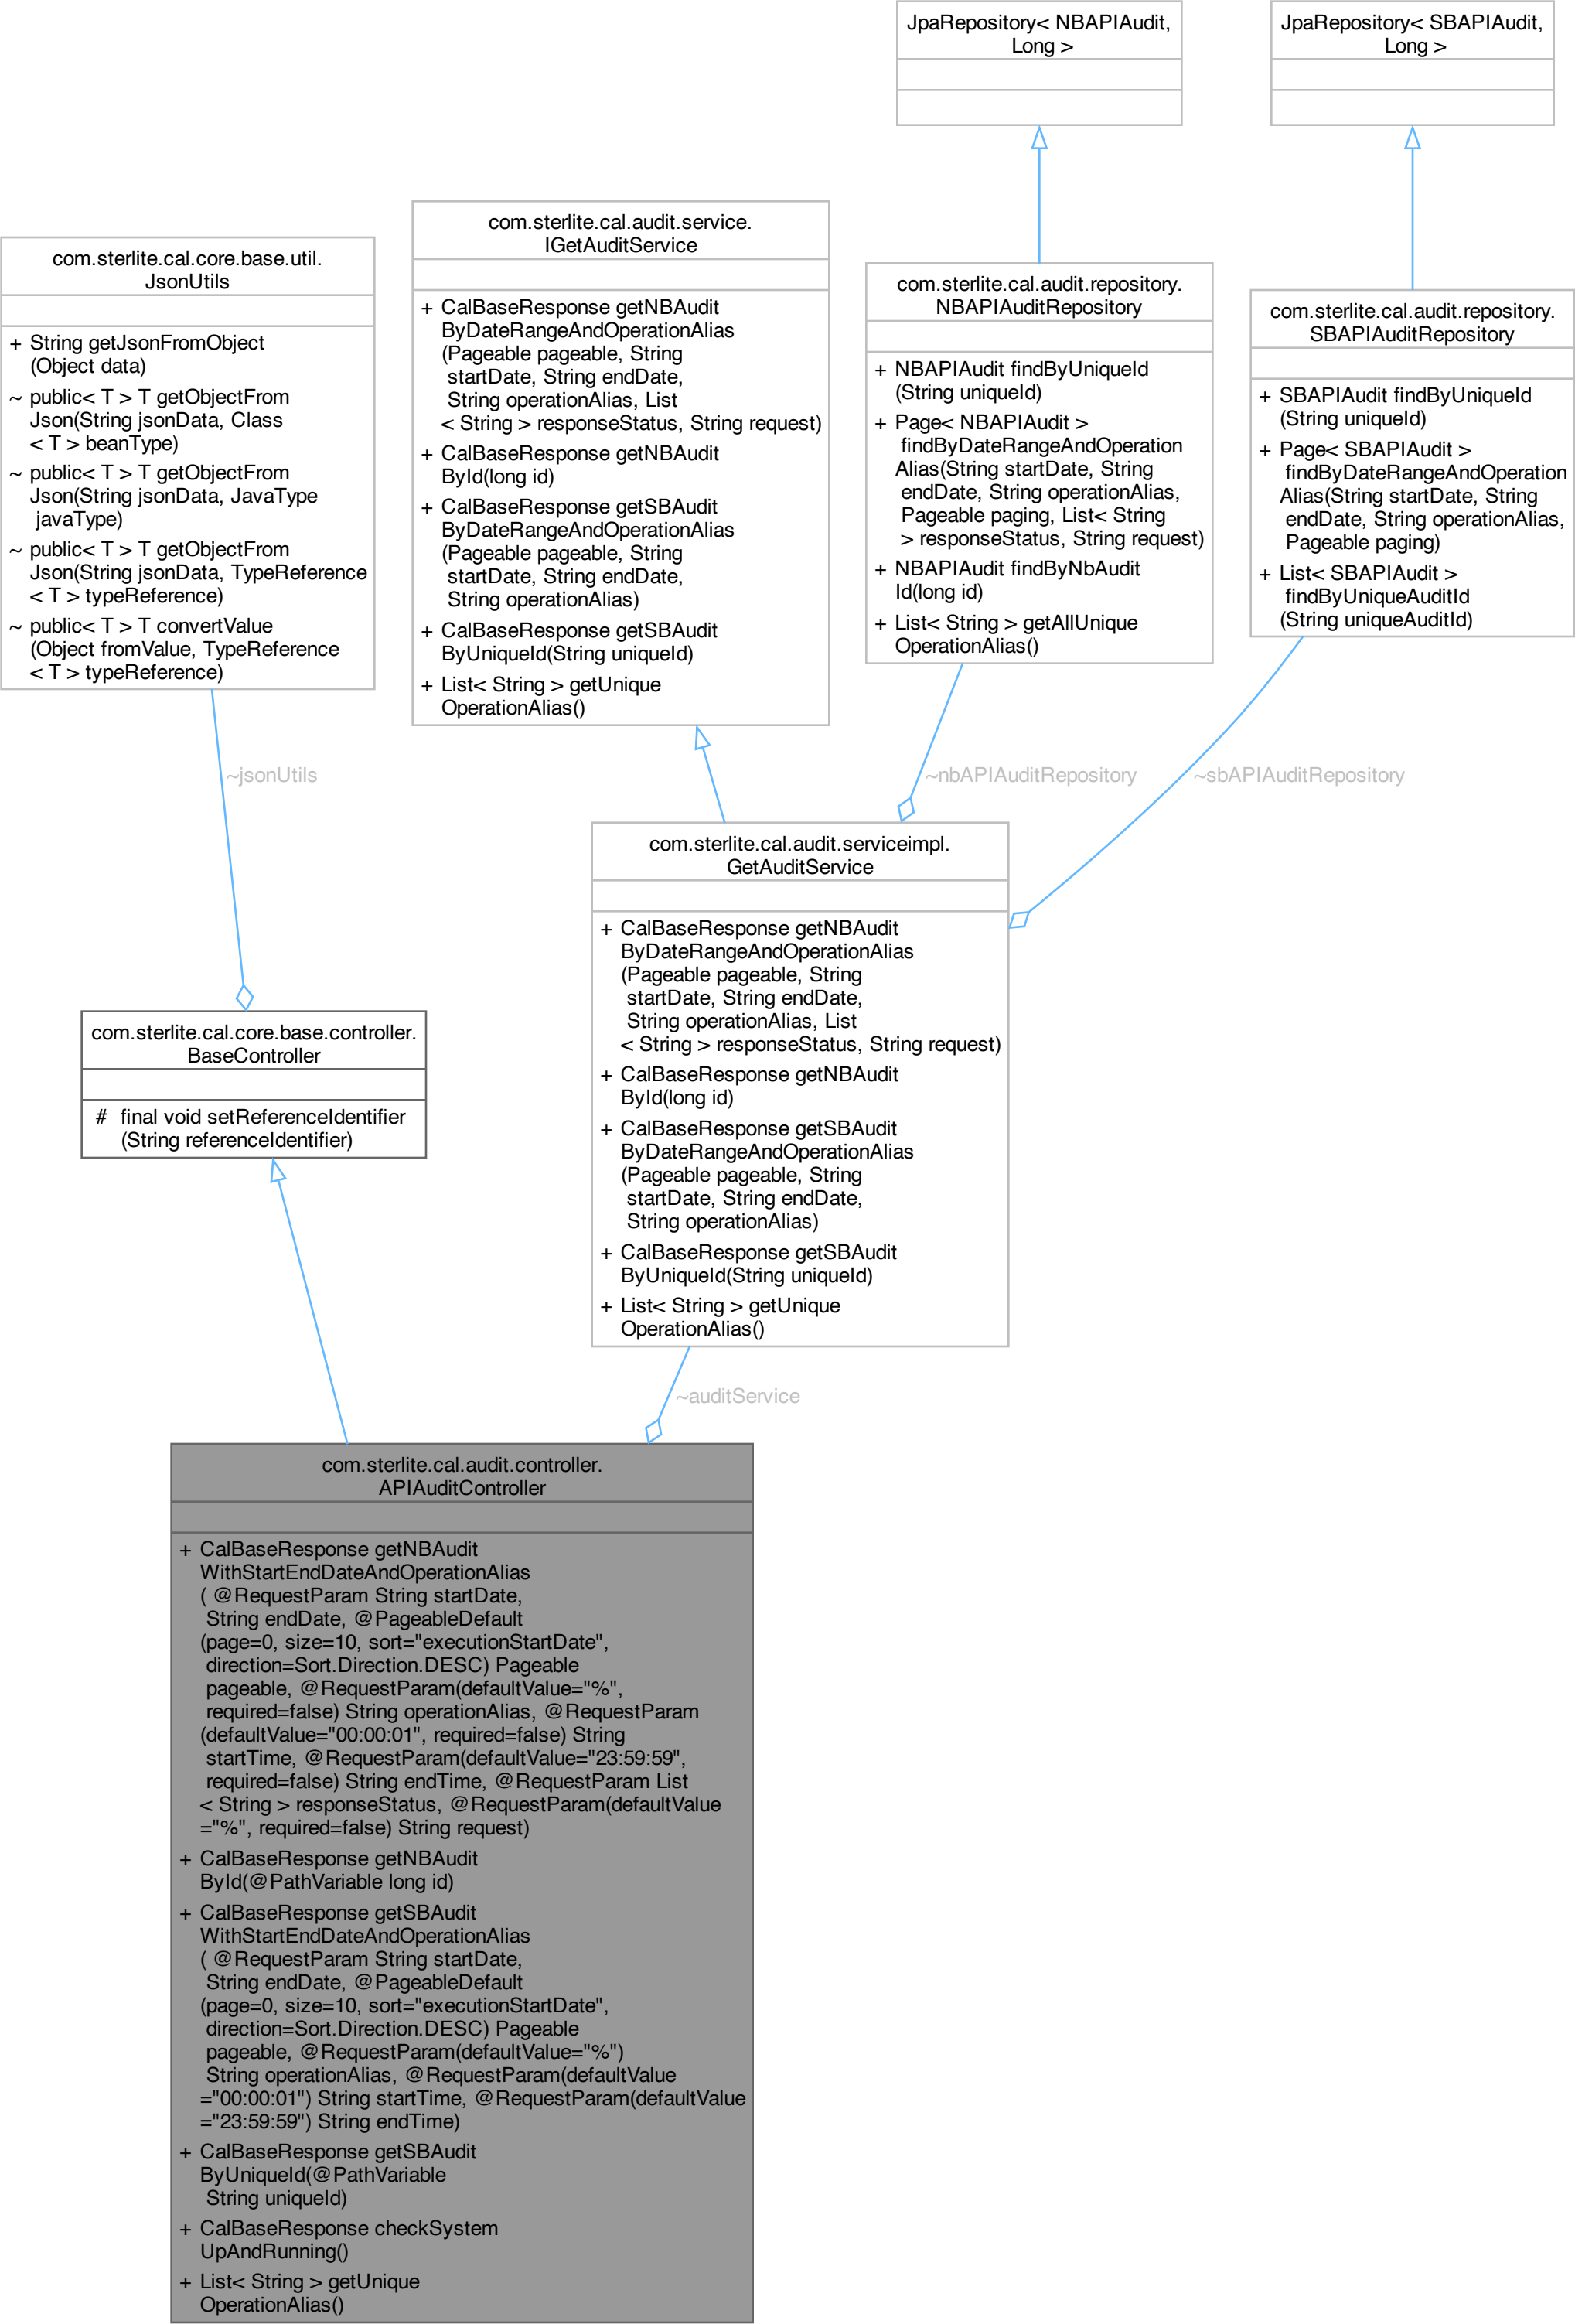 JpaRepository< NBAPIAudit,
Long >
JpaRepository< SBAPIAudit,
Long >
com.sterlite.cal.core.base.util.
JsonUtils
+ String getJsonFromObject
(Object data)
~ public< T > T getObjectFrom
Json(String jsonData, Class
< T > beanType)
~ public< T > T getObjectFrom
Json(String jsonData, JavaType
javaType)
~ public< T > T getObjectFrom
Json(String jsonData, TypeReference
< T > typeReference)
~ public< T > T convertValue
(Object fromValue, TypeReference
< T > typeReference)
com.sterlite.cal.audit.service.
IGetAuditService
+ CalBaseResponse getNBAudit
ByDateRangeAndOperationAlias
(Pageable pageable, String
startDate, String endDate,
String operationAlias, List
< String > responseStatus, String request)
+ CalBaseResponse getNBAudit
ById(long id)
+ CalBaseResponse getSBAudit
ByDateRangeAndOperationAlias
(Pageable pageable, String
startDate, String endDate,
String operationAlias)
+ CalBaseResponse getSBAudit
ByUniqueId(String uniqueId)
+ List< String > getUnique
OperationAlias()
com.sterlite.cal.audit.repository.
NBAPIAuditRepository
+ NBAPIAudit findByUniqueId
(String uniqueId)
+ Page< NBAPIAudit >
findByDateRangeAndOperation
Alias(String startDate, String
endDate, String operationAlias,
Pageable paging, List< String
> responseStatus, String request)
+ NBAPIAudit findByNbAudit
Id(long id)
+ List< String > getAllUnique
OperationAlias()
com.sterlite.cal.audit.repository.
SBAPIAuditRepository
+ SBAPIAudit findByUniqueId
(String uniqueId)
+ Page< SBAPIAudit >
findByDateRangeAndOperation
Alias(String startDate, String
endDate, String operationAlias,
Pageable paging)
+ List< SBAPIAudit >
findByUniqueAuditId
(String uniqueAuditId)
~jsonUtils
~nbAPIAuditRepository
~sbAPIAuditRepository
com.sterlite.cal.audit.serviceimpl.
GetAuditService
+ CalBaseResponse getNBAudit
ByDateRangeAndOperationAlias
(Pageable pageable, String
startDate, String endDate,
String operationAlias, List
< String > responseStatus, String request)
+ CalBaseResponse getNBAudit
ById(long id)
+ CalBaseResponse getSBAudit
ByDateRangeAndOperationAlias
(Pageable pageable, String
startDate, String endDate,
String operationAlias)
+ CalBaseResponse getSBAudit
ByUniqueId(String uniqueId)
+ List< String > getUnique
OperationAlias()
com.sterlite.cal.core.base.controller.
BaseController
# final void setReferenceIdentifier
(String referenceIdentifier)
~auditService
com.sterlite.cal.audit.controller.
APIAuditController
+ CalBaseResponse getNBAudit
WithStartEndDateAndOperationAlias
( @RequestParam String startDate,
String endDate, @PageableDefault
(page=0, size=10, sort="executionStartDate",
direction=Sort.Direction.DESC) Pageable
pageable, @RequestParam(defaultValue="%",
required=false) String operationAlias, @RequestParam
(defaultValue="00:00:01", required=false) String
startTime, @RequestParam(defaultValue="23:59:59",
required=false) String endTime, @RequestParam List
< String > responseStatus, @RequestParam(defaultValue
="%", required=false) String request)
+ CalBaseResponse getNBAudit
ById(@PathVariable long id)
+ CalBaseResponse getSBAudit
WithStartEndDateAndOperationAlias
( @RequestParam String startDate,
String endDate, @PageableDefault
(page=0, size=10, sort="executionStartDate",
direction=Sort.Direction.DESC) Pageable
pageable, @RequestParam(defaultValue="%")
String operationAlias, @RequestParam(defaultValue
="00:00:01") String startTime, @RequestParam(defaultValue
="23:59:59") String endTime)
+ CalBaseResponse getSBAudit
ByUniqueId(@PathVariable
String uniqueId)
+ CalBaseResponse checkSystem
UpAndRunning()
+ List< String > getUnique
OperationAlias()